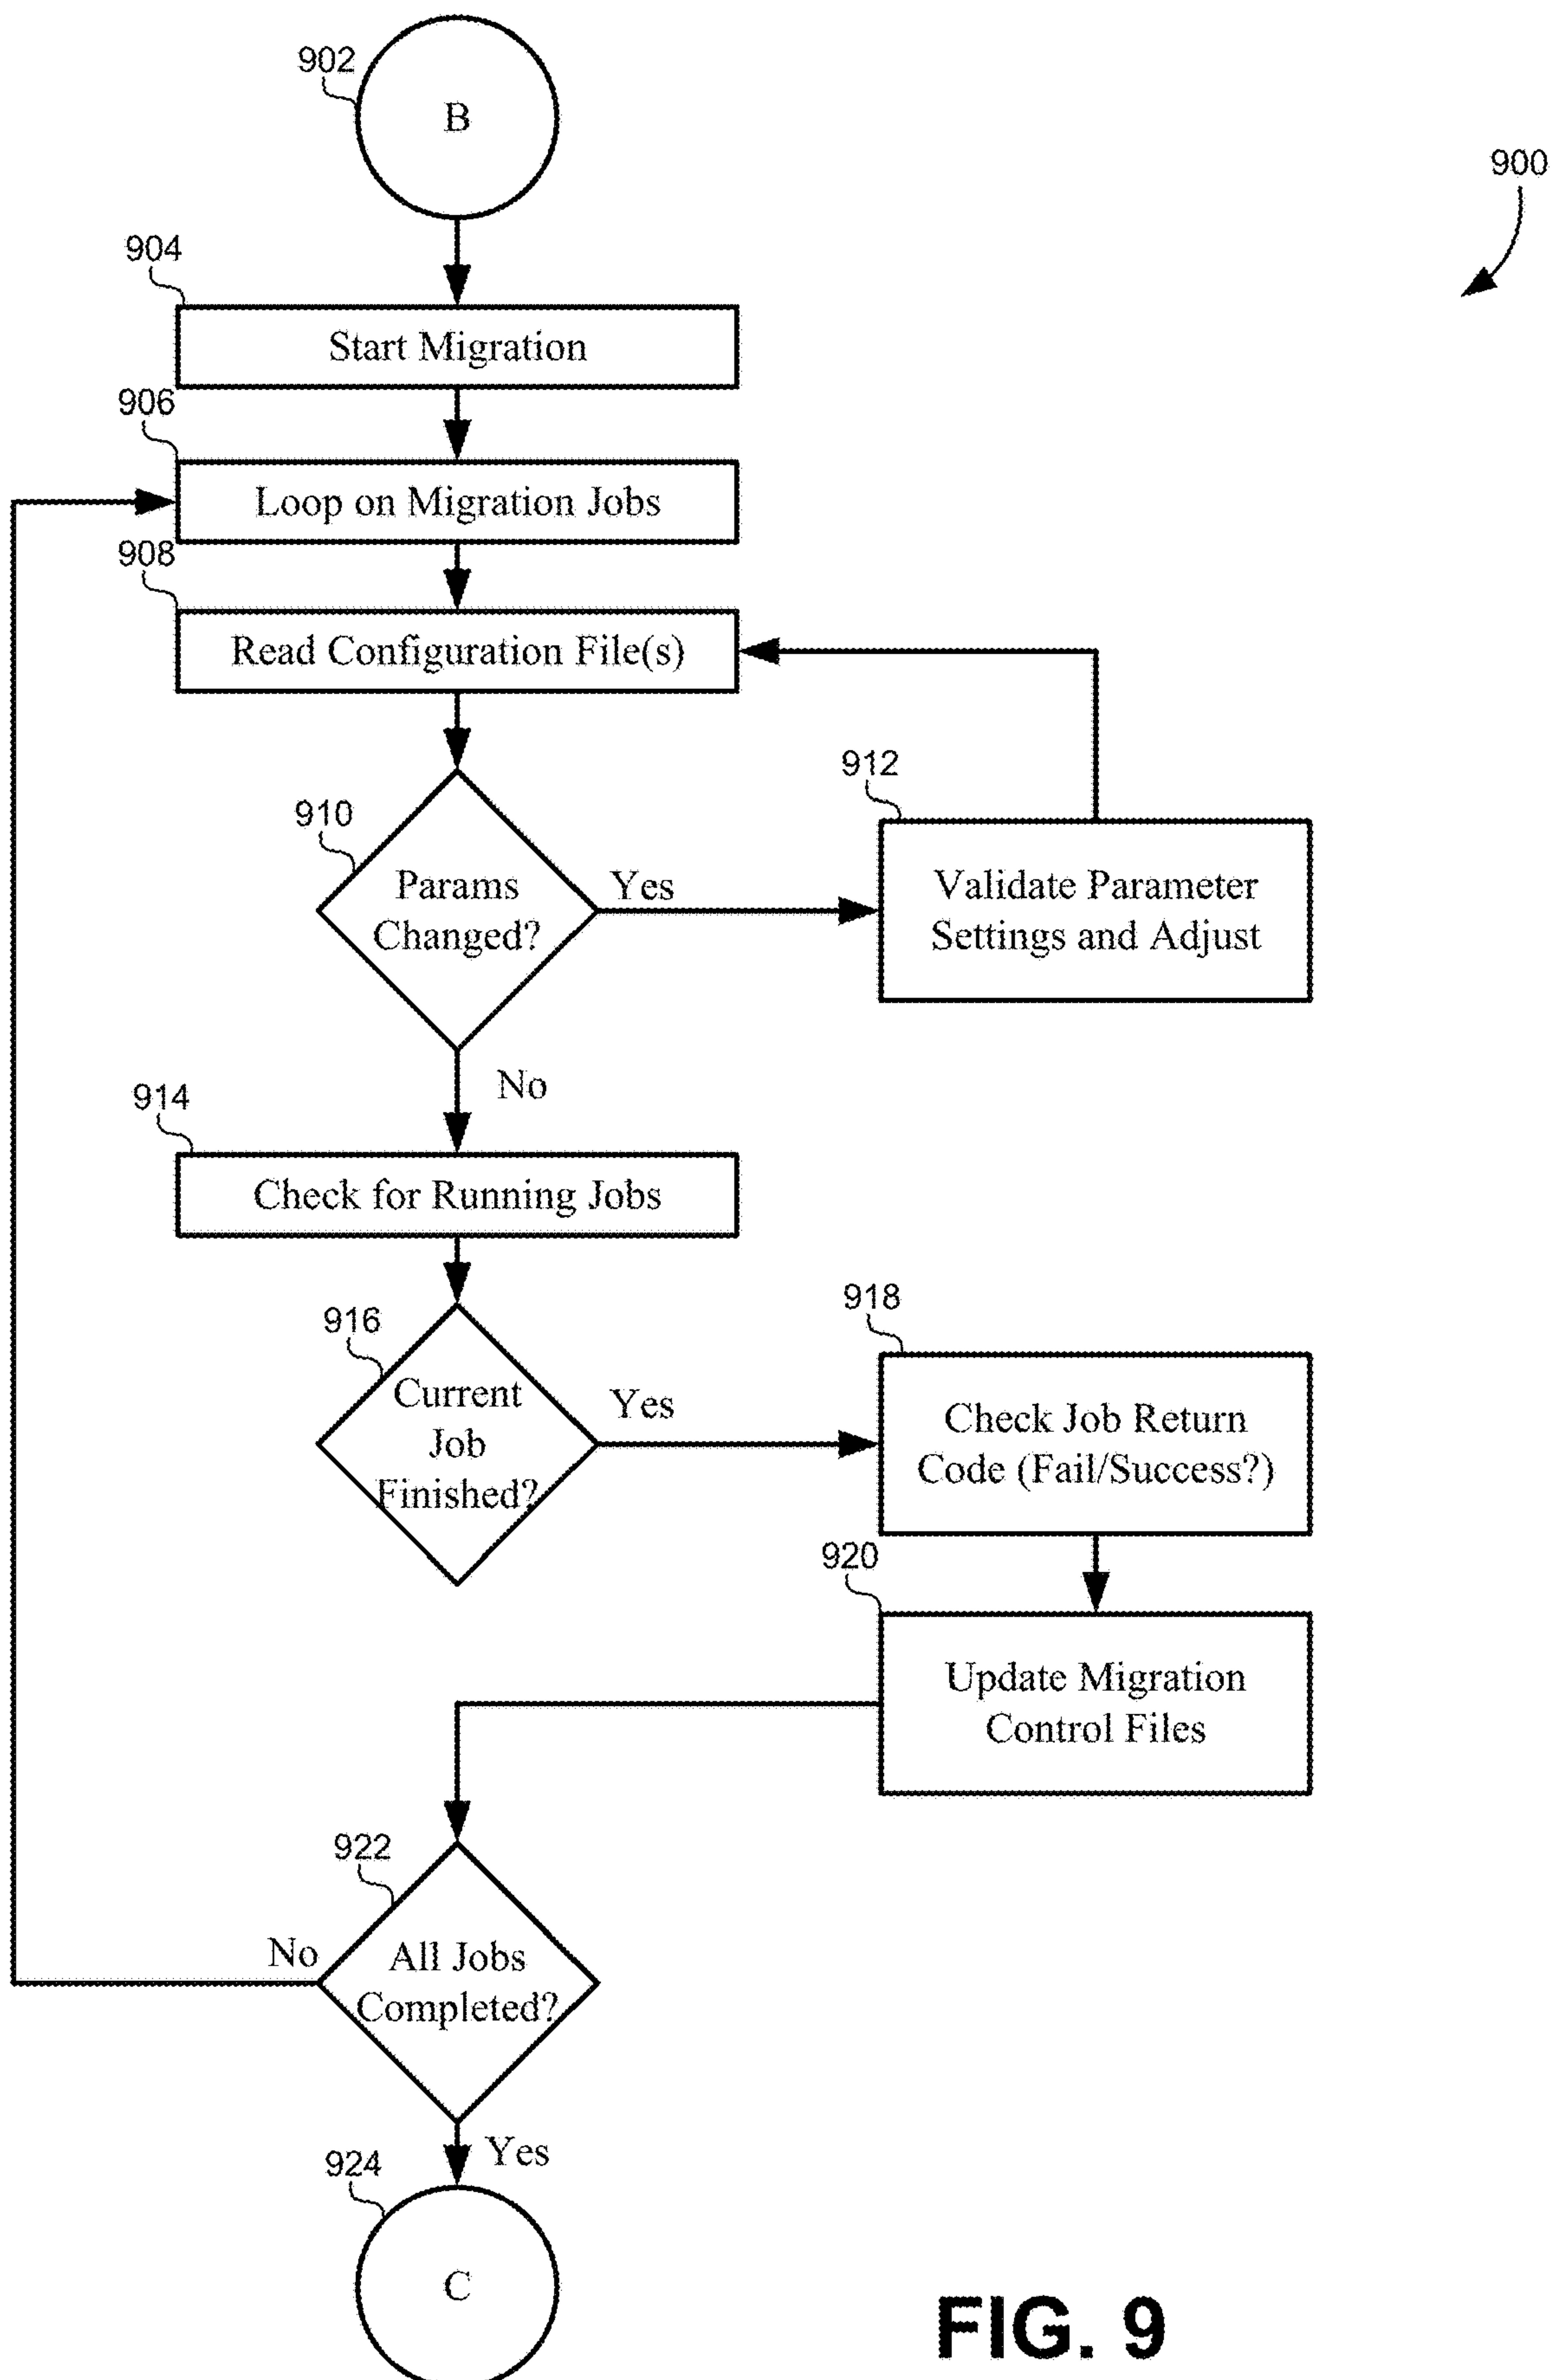 902
B
900
904
Start Migration
906
Loop on Migration Jobs
908
Read Configuration File(s)
910
Params
Changed?
Yes
912
Validate Parameter
Settings and Adjust
No
914
Check for Running Jobs
916
Current
Job
Finished?
Yes
918
Check Job Return
Code (Fail/Success?)
920
Update Migration
Control Files
922
No
All Jobs
Completed?
Yes
924
C
FIG. 9